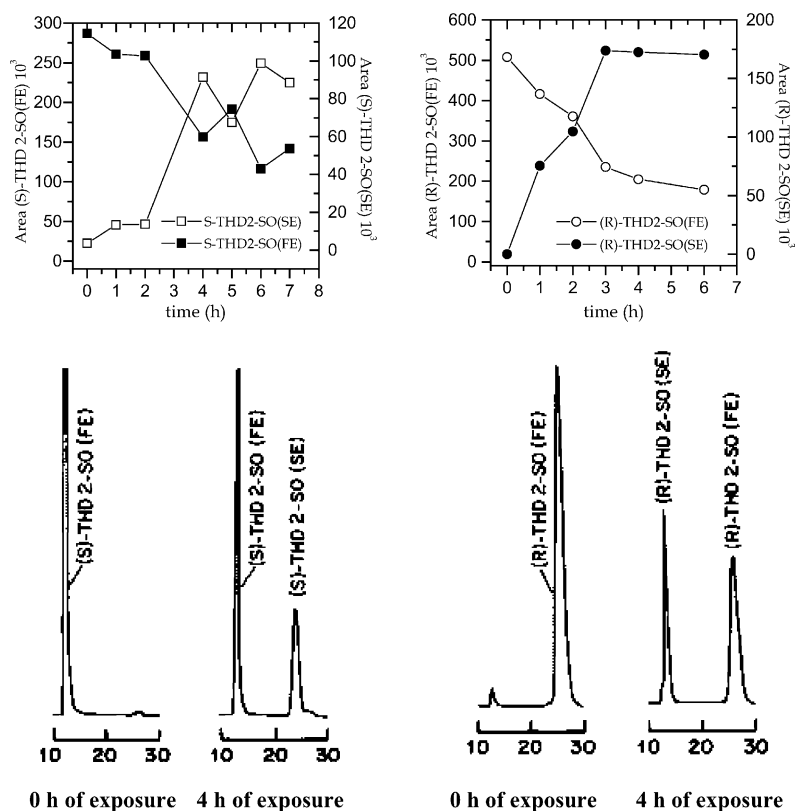 300
250
200
150
100
50
0
Area (S)-THD 2-SO(FE) 10³
120
100
80
60
40
20
0
Area (S)-THD 2-SO(SE) 10³
S-THD2-SO(SE)
S-THD2-SO(FE)
0 1 2 3 4 5 6 7 8
time (h)
600
500
400
300
200
100
0
Area (R)-THD 2-SO(FE) 10³
200
150
100
50
0
Area (R)-THD 2-SO(SE) 10³
(R)-THD2-SO(FE)
(R)-THD2-SO(SE)
0 1 2 3 4 5 6 7
time (h)
(S)-THD 2-SO (FE)
10 20 30
0 h of exposure
(S)-THD 2-SO (FE)
(S)-THD 2-SO (SE)
10 20 30
4 h of exposure
(R)-THD 2-SO (FE)
10 20 30
0 h of exposure
(R)-THD 2-SO (SE)
(R)-THD 2-SO (FE)
10 20 30
4 h of exposure